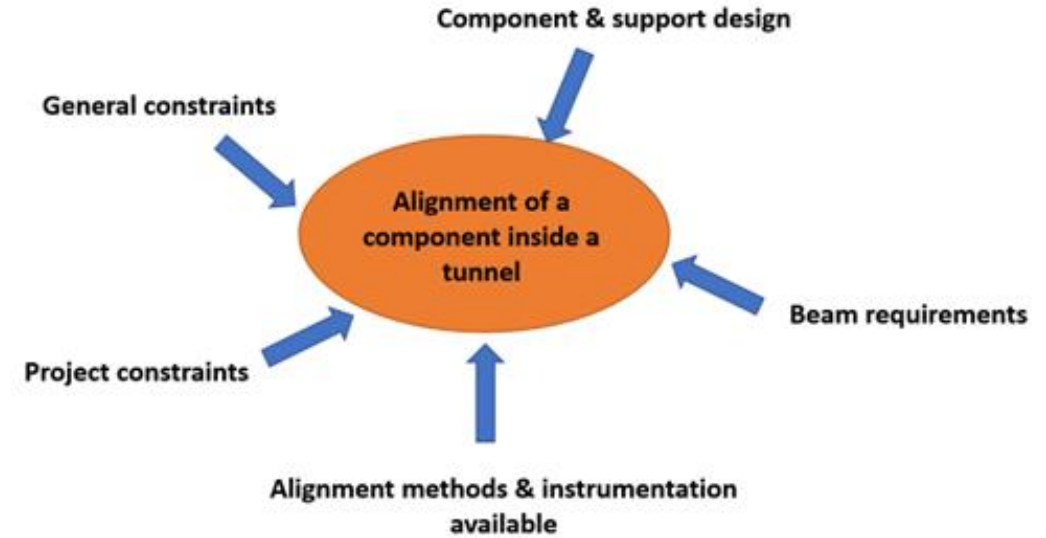 Component & support design
General constraints
Alignment of a
component inside a
tunnel
Beam requirements
Project constraints
Alignment methods & instrumentation
available